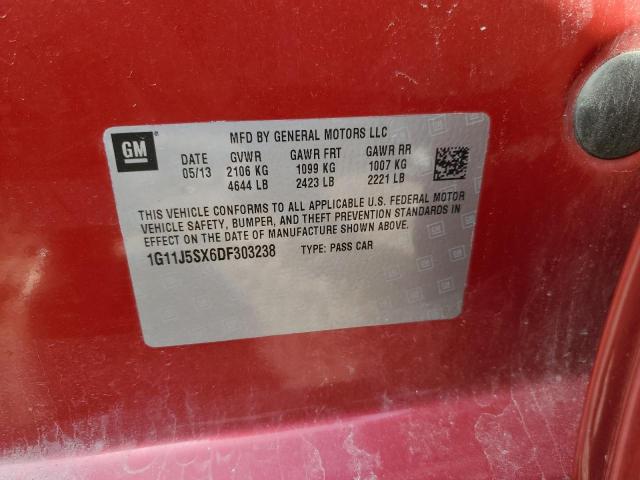 GM
MFD BY GENERAL MOTORS LLC
DATE GVWR GAWR FRT GAWR RR
05/13 2106 KG 1099 KG 1007 KG
4644 LB 2423 LB 2221 LB
THIS VEHICLE CONFORMS TO ALL APPLICABLE U.S. FEDERAL MOTOR
VEHICLE SAFETY, BUMPER, AND THEFT PREVENTION STANDARDS IN
EFFECT ON THE DATE OF MANUFACTURE SHOWN ABOVE.
1G11J5SX6DF303238 TYPE: PASS CAR